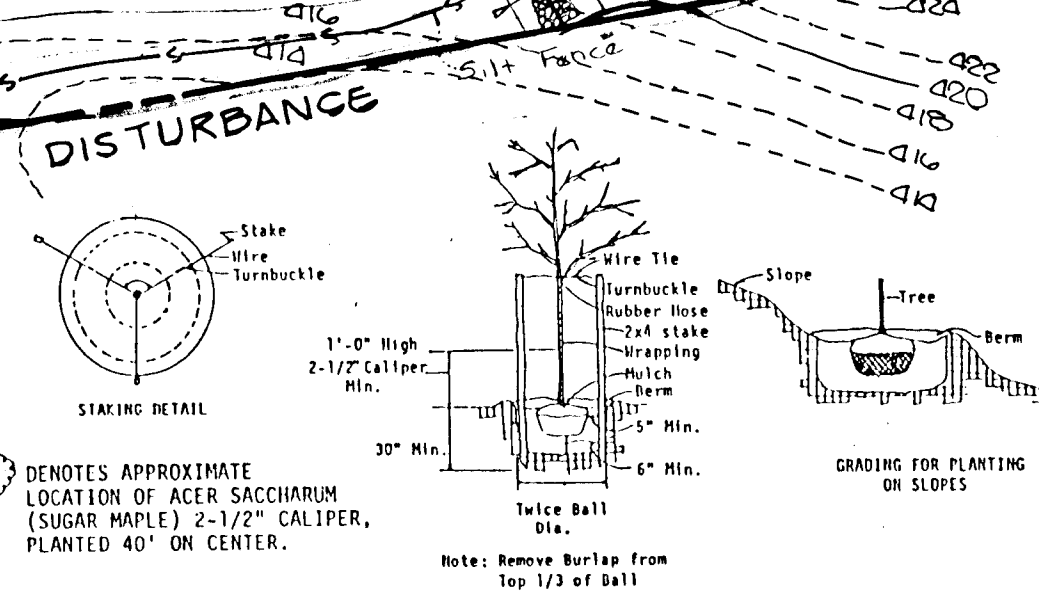 416
414
424
Silt Fence
422
420
418
416
414
DISTURBANCE
Stake
Wire
Turnbuckle
STAKING DETAIL
Wire Tie
Turnbuckle
Rubber Hose
2x4 stake
Wrapping
Mulch
Berm
1'-0" High
2-1/2" Caliper
Min.
30" Min.
5" Min.
6" Min.
Twice Ball
Dia.
Note: Remove Burlap from
Top 1/3 of Ball
Slope
Tree
Berm
GRADING FOR PLANTING
ON SLOPES
DENOTES APPROXIMATE
LOCATION OF ACER SACCHARUM
(SUGAR MAPLE) 2-1/2" CALIPER,
PLANTED 40' ON CENTER.